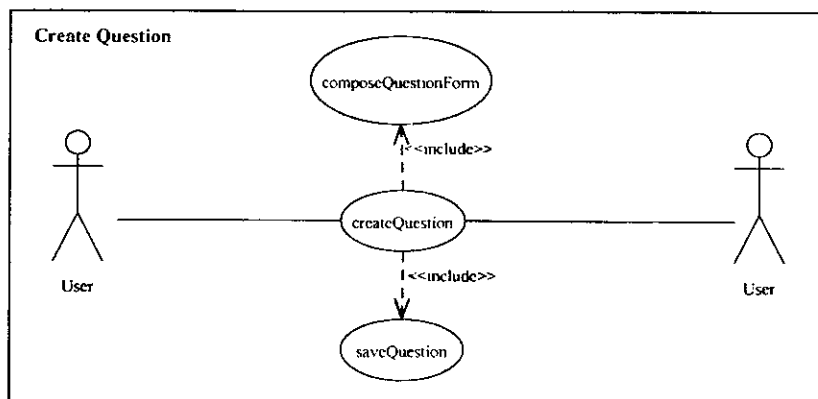 Create Question
composeQuestionForm
<<include>>
createQuestion
<<include>>
User
User
saveQuestion